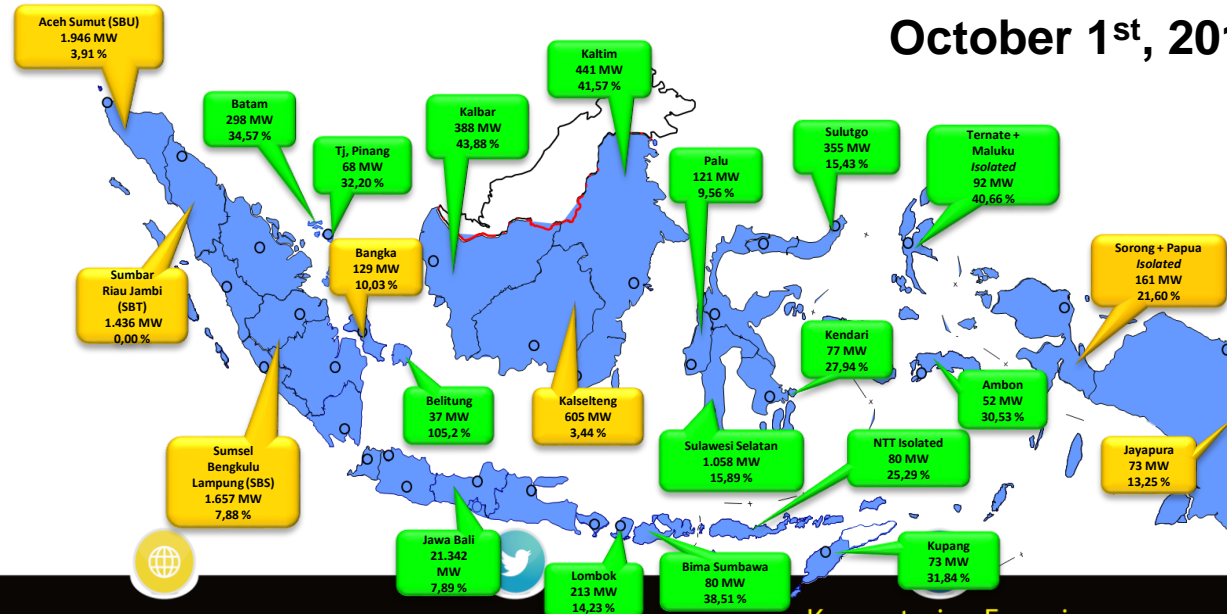 October 1st, 20
Aceh Sumut (SBU)
1.946 MW
3,91 %
Batam
298 MW
34,57 %
Tj, Pinang
68 MW
32,20 %
Kalbar
388 MW
43,88 %
Kaltim
441 MW
41,57 %
Palu
121 MW
9,56 %
Sulutgo
355 MW
15,43 %
Ternate +
Maluku
Isolated
92 MW
40,66 %
Sorong + Papua
Isolated
161 MW
21,60 %
Sumbar
Riau Jambi
(SBT)
1.436 MW
0,00 %
Bangka
129 MW
10,03 %
Belitung
37 MW
105,2 %
Kalselteng
605 MW
3,44 %
Kendari
77 MW
27,94 %
Ambon
52 MW
30,53 %
Sumsel
Bengkulu
Lampung (SBS)
1.657 MW
7,88 %
Sulawesi Selatan
1.058 MW
15,89 %
NTT Isolated
80 MW
25,29 %
Jayapura
73 MW
13,25 %
Jawa Bali
21.342
MW
7,89 %
Lombok
213 MW
14,23 %
Bima Sumbawa
80 MW
38,51 %
Kupang
73 MW
31,84 %